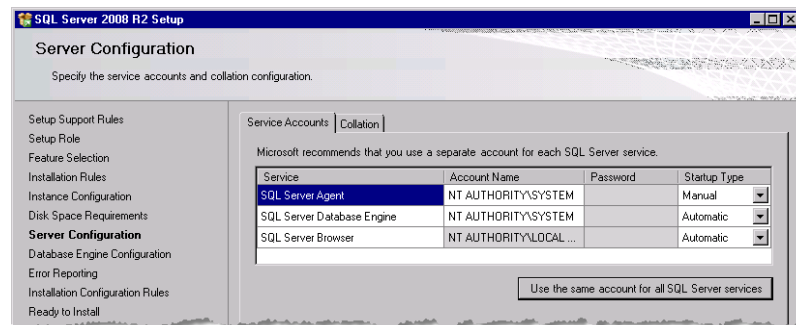 SQL Server 2008 R2 Setup
Server Configuration
Specify the service accounts and collation configuration.
Setup Support Rules
Setup Role
Feature Selection
Installation Rules
Instance Configuration
Disk Space Requirements
Server Configuration
Database Engine Configuration
Error Reporting
Installation Configuration Rules
Ready to Install
Service Accounts Collation
Microsoft recommends that you use a separate account for each SQL Server service.
Service Account Name Password Startup Type
SQL Server Agent NT AUTHORITY\SYSTEM Manual
SQL Server Database Engine NT AUTHORITY\SYSTEM Automatic
SQL Server Browser NT AUTHORITY\LOCAL ... Automatic
Use the same account for all SQL Server services